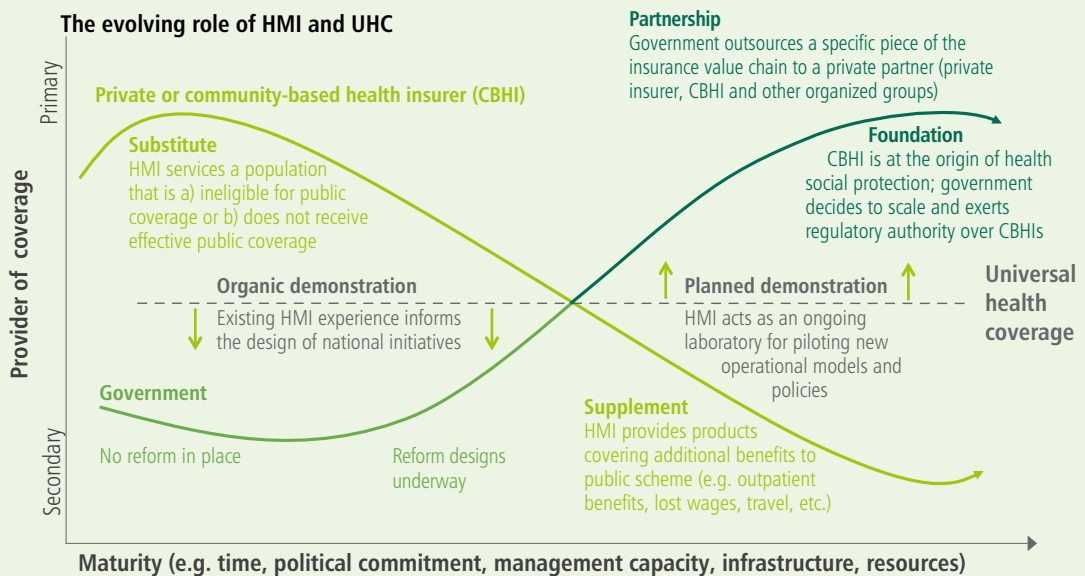 The evolving role of HMI and UHC
Partnership
Government outsources a specific piece of the
insurance value chain to a private partner (private
insurer, CBHI and other organized groups)
Primary
Private or community-based health insurer (CBHI)
Substitute
HMI services a population
that is a) ineligible for public
coverage or b) does not receive
effective public coverage
Foundation
CBHI is at the origin of health
social protection; government
decides to scale and exerts
regulatory authority over CBHIs
Provider of coverage
Organic demonstration
Existing HMI experience informs
the design of national initiatives
Planned demonstration
HMI acts as an ongoing
laboratory for piloting new
operational models and
policies
Universal
health
coverage
Government
No reform in place
Reform designs
underway
Supplement
HMI provides products
covering additional benefits to
public scheme (e.g. outpatient
benefits, lost wages, travel, etc.)
Secondary
Maturity (e.g. time, political commitment, management capacity, infrastructure, resources)